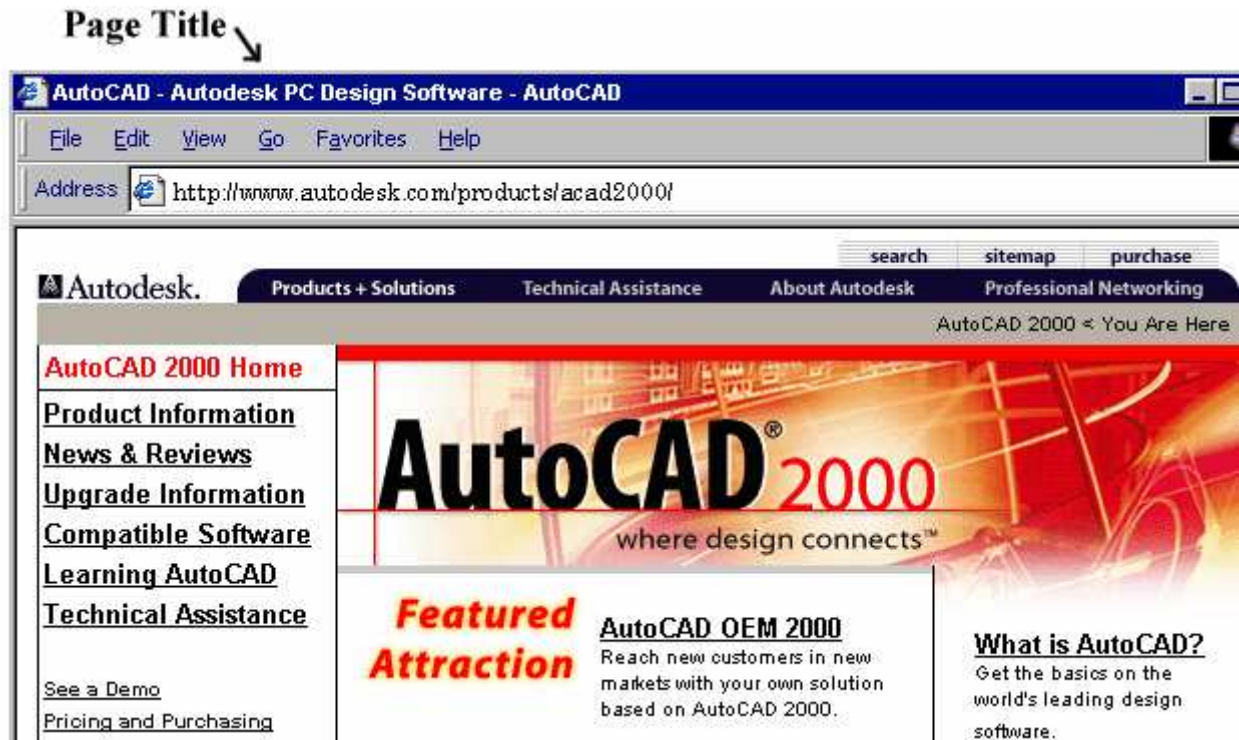 Page Title
AutoCAD - Autodesk PC Design Software - AutoCAD
File Edit View Go Favorites Help
Address http://www.autodesk.com/products/acad2000/
search sitemap purchase
Autodesk. Products + Solutions Technical Assistance About Autodesk Professional Networking
AutoCAD 2000 < You Are Here
AutoCAD 2000 Home
Product Information
News & Reviews
Upgrade Information
Compatible Software
Learning AutoCAD
Technical Assistance
See a Demo
Pricing and Purchasing
AutoCAD® 2000
where design connects™
Featured
Attraction
AutoCAD OEM 2000
Reach new customers in new
markets with your own solution
based on AutoCAD 2000.
What is AutoCAD?
Get the basics on the
world's leading design
software.